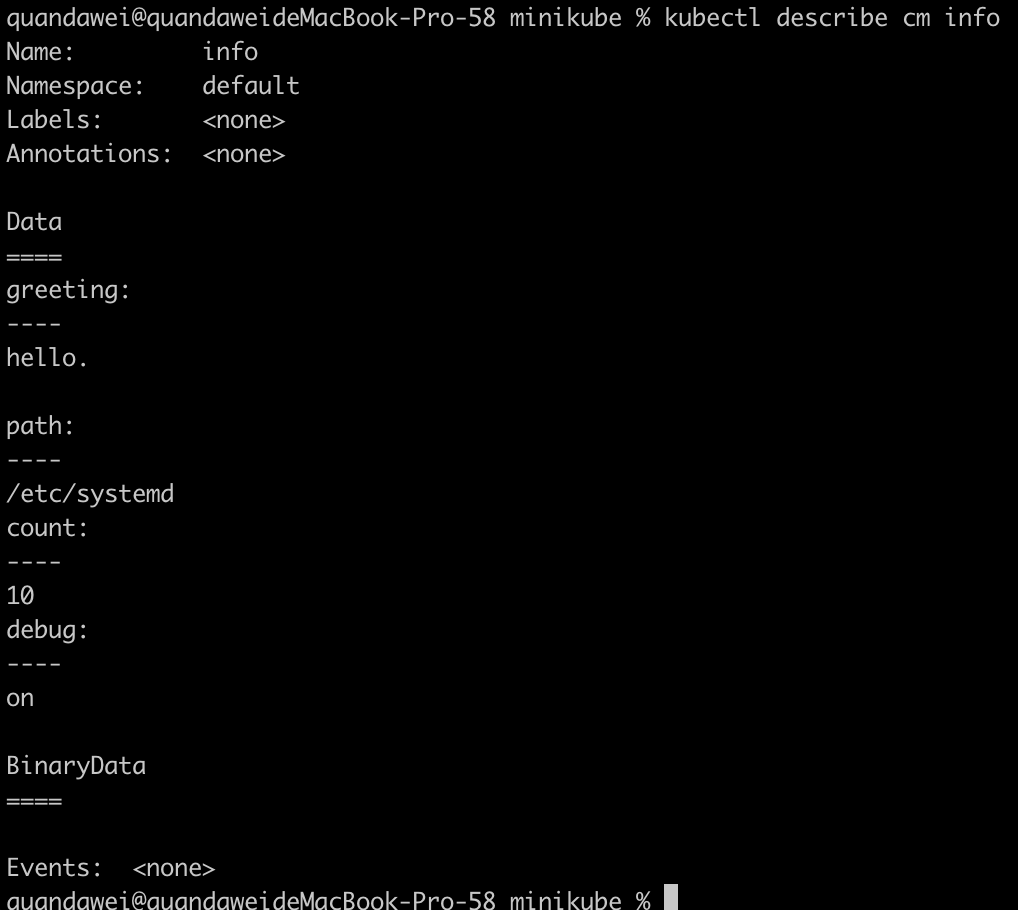 quandawei@quandaweideMacBook-Pro-58 minikube % kubectl describe cm info
Name:         info
Namespace:    default
Labels:       <none>
Annotations:  <none>

Data
====
greeting:
----
hello.

path:
----
/etc/systemd
count:
----
10
debug:
----
on

BinaryData
====

Events:  <none>
quandawei@quandaweideMacBook-Pro-58 minikube %